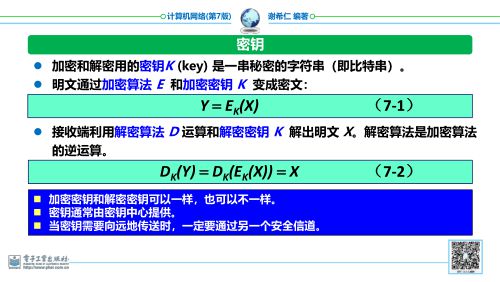 计算机网络(第7版) 谢希仁 编著
密钥
加密和解密用的密钥K (key) 是一串秘密的字符串（即比特串）。
明文通过加密算法 E 和加密密钥 K 变成密文：
Y = EK(X) （7-1）
接收端利用解密算法 D 运算和解密密钥 K 解出明文 X。解密算法是加密算法
的逆运算。
DK(Y) = DK(EK(X)) = X （7-2）
加密密钥和解密密钥可以一样，也可以不一样。
密钥通常由密钥中心提供。
当密钥需要向远地传送时，一定要通过另一个安全信道。
电子工业出版社
http://www.phei.com.cn